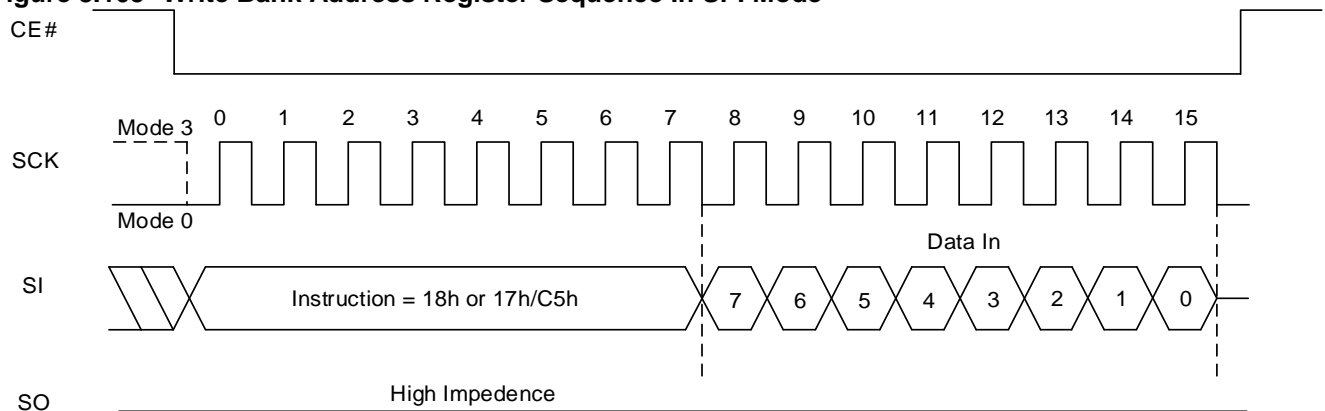 CE#
Mode 3
0 1 2 3 4 5 6 7 8 9 10 11 12 13 14 15
SCK
Mode 0
Data In
SI
Instruction = 18h or 17h/C5h
7 6 5 4 3 2 1 0
High Impedence
SO